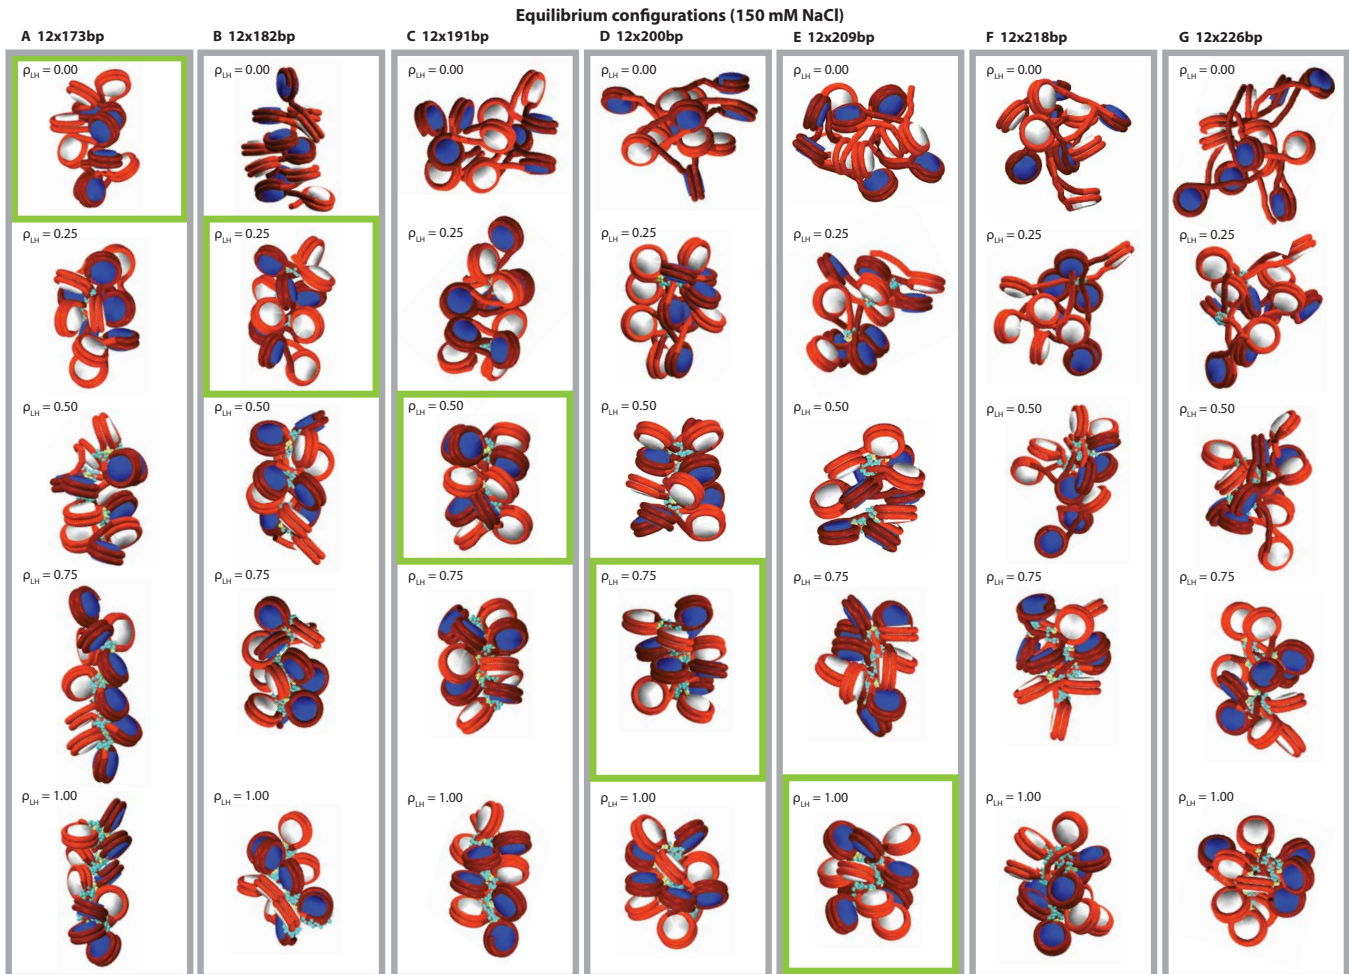 Equilibrium configurations (150 mM NaCl)
A 12x173bp B 12x182bp C 12x191bp D 12x200bp E 12x209bp F 12x218bp G 12x226bp
ρLH = 0.00 ρLH = 0.00 ρLH = 0.00 ρLH = 0.00 ρLH = 0.00 ρLH = 0.00 ρLH = 0.00
ρLH = 0.25 ρLH = 0.25 ρLH = 0.25 ρLH = 0.25 ρLH = 0.25 ρLH = 0.25 ρLH = 0.25
ρLH = 0.50 ρLH = 0.50 ρLH = 0.50 ρLH = 0.50 ρLH = 0.50 ρLH = 0.50 ρLH = 0.50
ρLH = 0.75 ρLH = 0.75 ρLH = 0.75 ρLH = 0.75 ρLH = 0.75 ρLH = 0.75 ρLH = 0.75
ρLH = 1.00 ρLH = 1.00 ρLH = 1.00 ρLH = 1.00 ρLH = 1.00 ρLH = 1.00 ρLH = 1.00